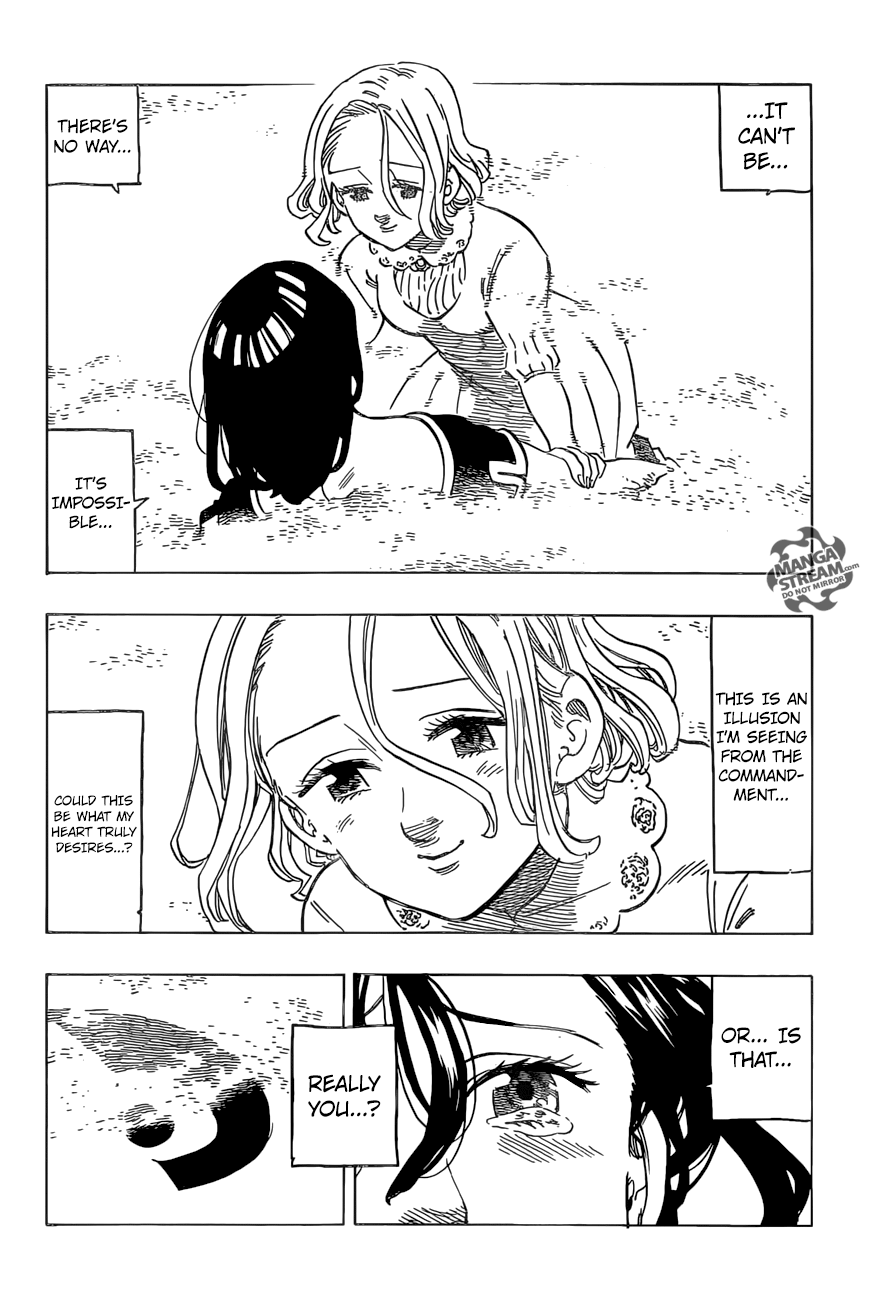 ...IT
CAN'T
BE...
THERE'S
NO WAY...
IT'S
IMPOSSI-
BLE...
MANGA
STREAM.com
DO NOT MIRROR
THIS IS AN
ILLUSION
I'M SEEING
FROM THE
COMMAND-
MENT...
COULD THIS
BE WHAT MY
HEART TRULY
DESIRES...?
OR... IS
THAT...
REALLY
YOU...?